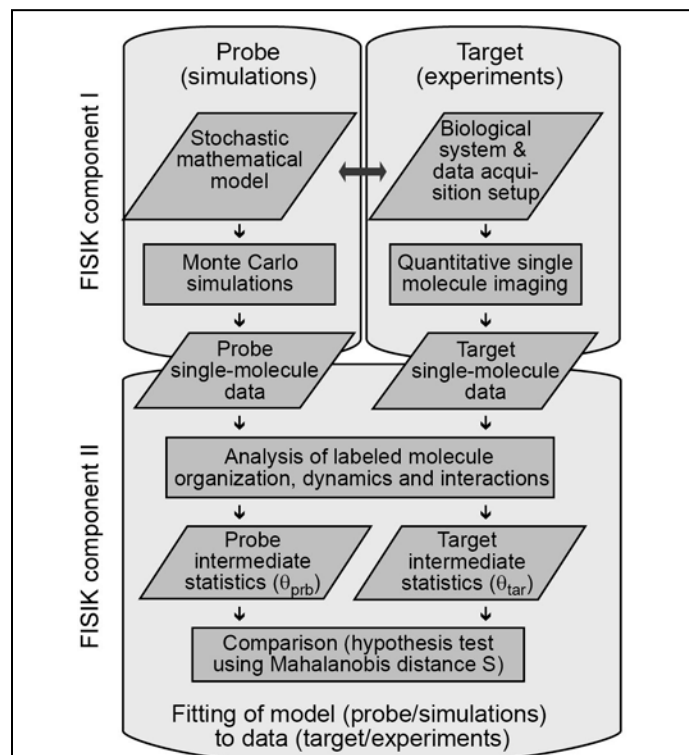 FISIK component I
Probe
(simulations)
Target
(experiments)
Stochastic
mathematical
model
Biological
system &
data acqui-
sition setup
Monte Carlo
simulations
Quantitative single
molecule imaging
Probe
single-molecule
data
Target
single-molecule
data
FISIK component II
Analysis of labeled molecule
organization, dynamics and interactions
Probe
intermediate
statistics (θprb)
Target
intermediate
statistics (θtar)
Comparison (hypothesis test
using Mahalanobis distance S)
Fitting of model (probe/simulations)
to data (target/experiments)